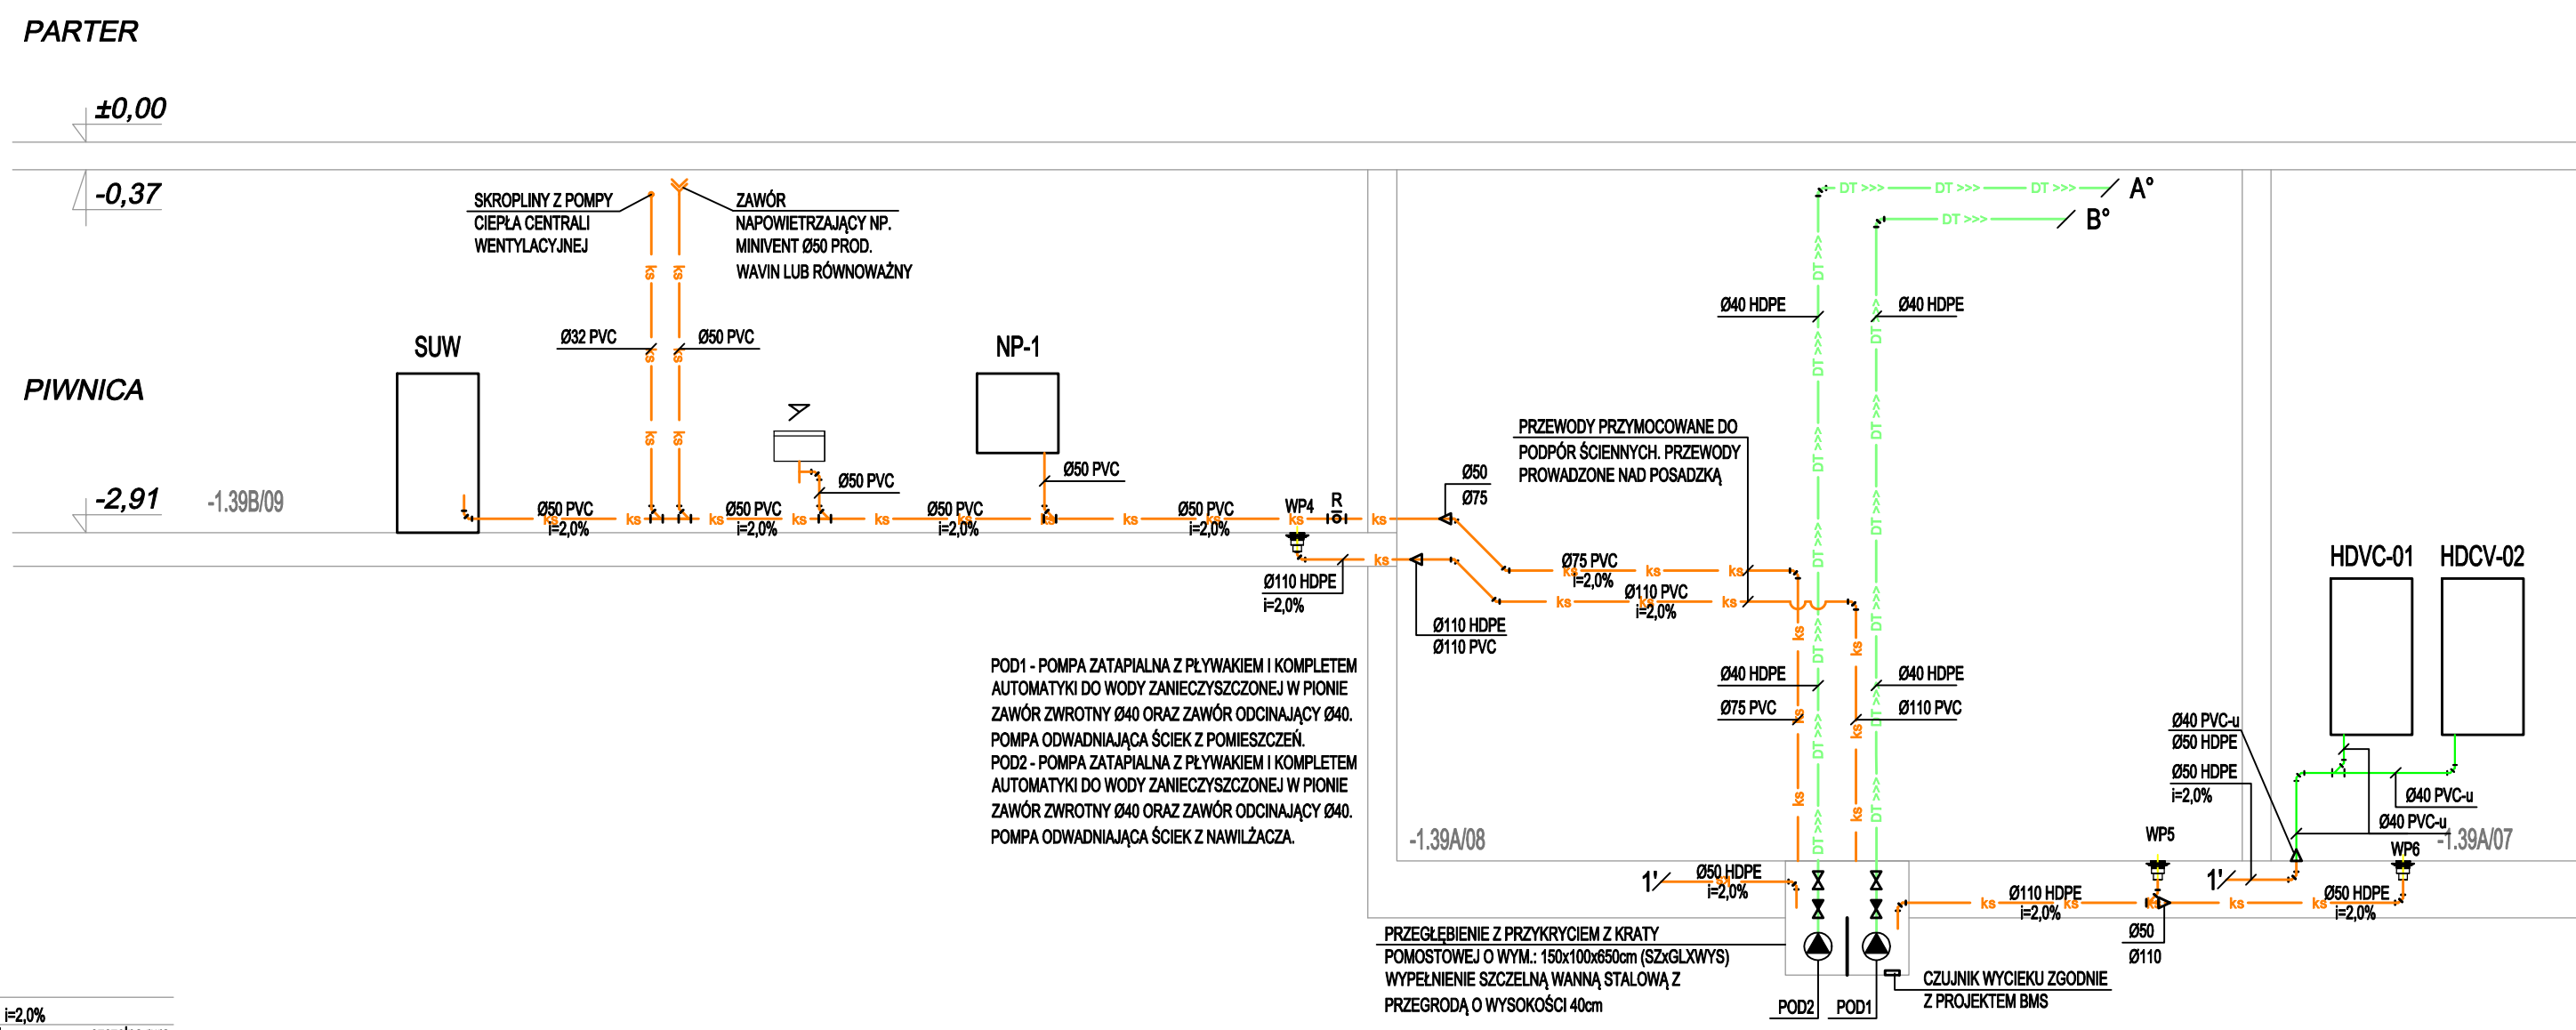 PARTER
±0,00
-0,37
SKROPLINY Z POMPY
CIEPŁA CENTRALI
WENTYLACYJNEJ
ZAWÓR
NAPOWIETRZAJĄCY NP.
MINIVENT Ø50 PROD.
WAVIN LUB RÓWNOWAŻNY
DT >>> DT >>> DT >>> A°
DT >>> B°
Ø40 HDPE
Ø40 HDPE
Ø32 PVC
Ø50 PVC
SUW
NP-1
PIWNICA
-2,91
-1.39B/09
Ø50 PVC
i=2,0%
Ø50 PVC
i=2,0%
Ø50 PVC
Ø50 PVC
i=2,0%
Ø50 PVC
Ø50 PVC
i=2,0%
WP4
R
Ø50
Ø75
PRZEWODY PRZYMOCOWANE DO
PODPÓR ŚCIENNYCH. PRZEWODY
PROWADZONE NAD POSADZKĄ
Ø110 HDPE
i=2,0%
Ø75 PVC
i=2,0%
Ø110 PVC
i=2,0%
Ø110 HDPE
Ø110 PVC
HDVC-01
HDCV-02
POD1 - POMPA ZATAPIALNA Z PŁYWAKIEM I KOMPLETEM
AUTOMATYKI DO WODY ZANIECZYSZCZONEJ W PIONIE
ZAWÓR ZWROTNY Ø40 ORAZ ZAWÓR ODCINAJĄCY Ø40.
POMPA ODWADNIAJĄCA ŚCIEK Z POMIESZCZEŃ.
POD2 - POMPA ZATAPIALNA Z PŁYWAKIEM I KOMPLETEM
AUTOMATYKI DO WODY ZANIECZYSZCZONEJ W PIONIE
ZAWÓR ZWROTNY Ø40 ORAZ ZAWÓR ODCINAJĄCY Ø40.
POMPA ODWADNIAJĄCA ŚCIEK Z NAWILŻACZA.
Ø40 HDPE
Ø75 PVC
Ø40 HDPE
Ø110 PVC
Ø40 PVC-u
Ø50 HDPE
Ø50 HDPE
i=2,0%
Ø40 PVC-u
Ø40 PVC-u
-1.39A/08
-1.39A/07
WP5
WP6
1'
Ø50 HDPE
i=2,0%
Ø110 HDPE
i=2,0%
1'
Ø50 HDPE
i=2,0%
Ø50
Ø110
PRZEGŁĘBIENIE Z PRZYKRYCIEM Z KRATY
POMOSTOWEJ O WYM.: 150x100x650cm (SZxGLXWYS)
WYPEŁNIENIE SZCZELNĄ WANNĄ STALOWĄ Z
PRZEGRODĄ O WYSOKOŚCI 40cm
POD2
POD1
CZUJNIK WYCIEKU ZGODNIE
Z PROJEKTEM BMS
i=2,0%